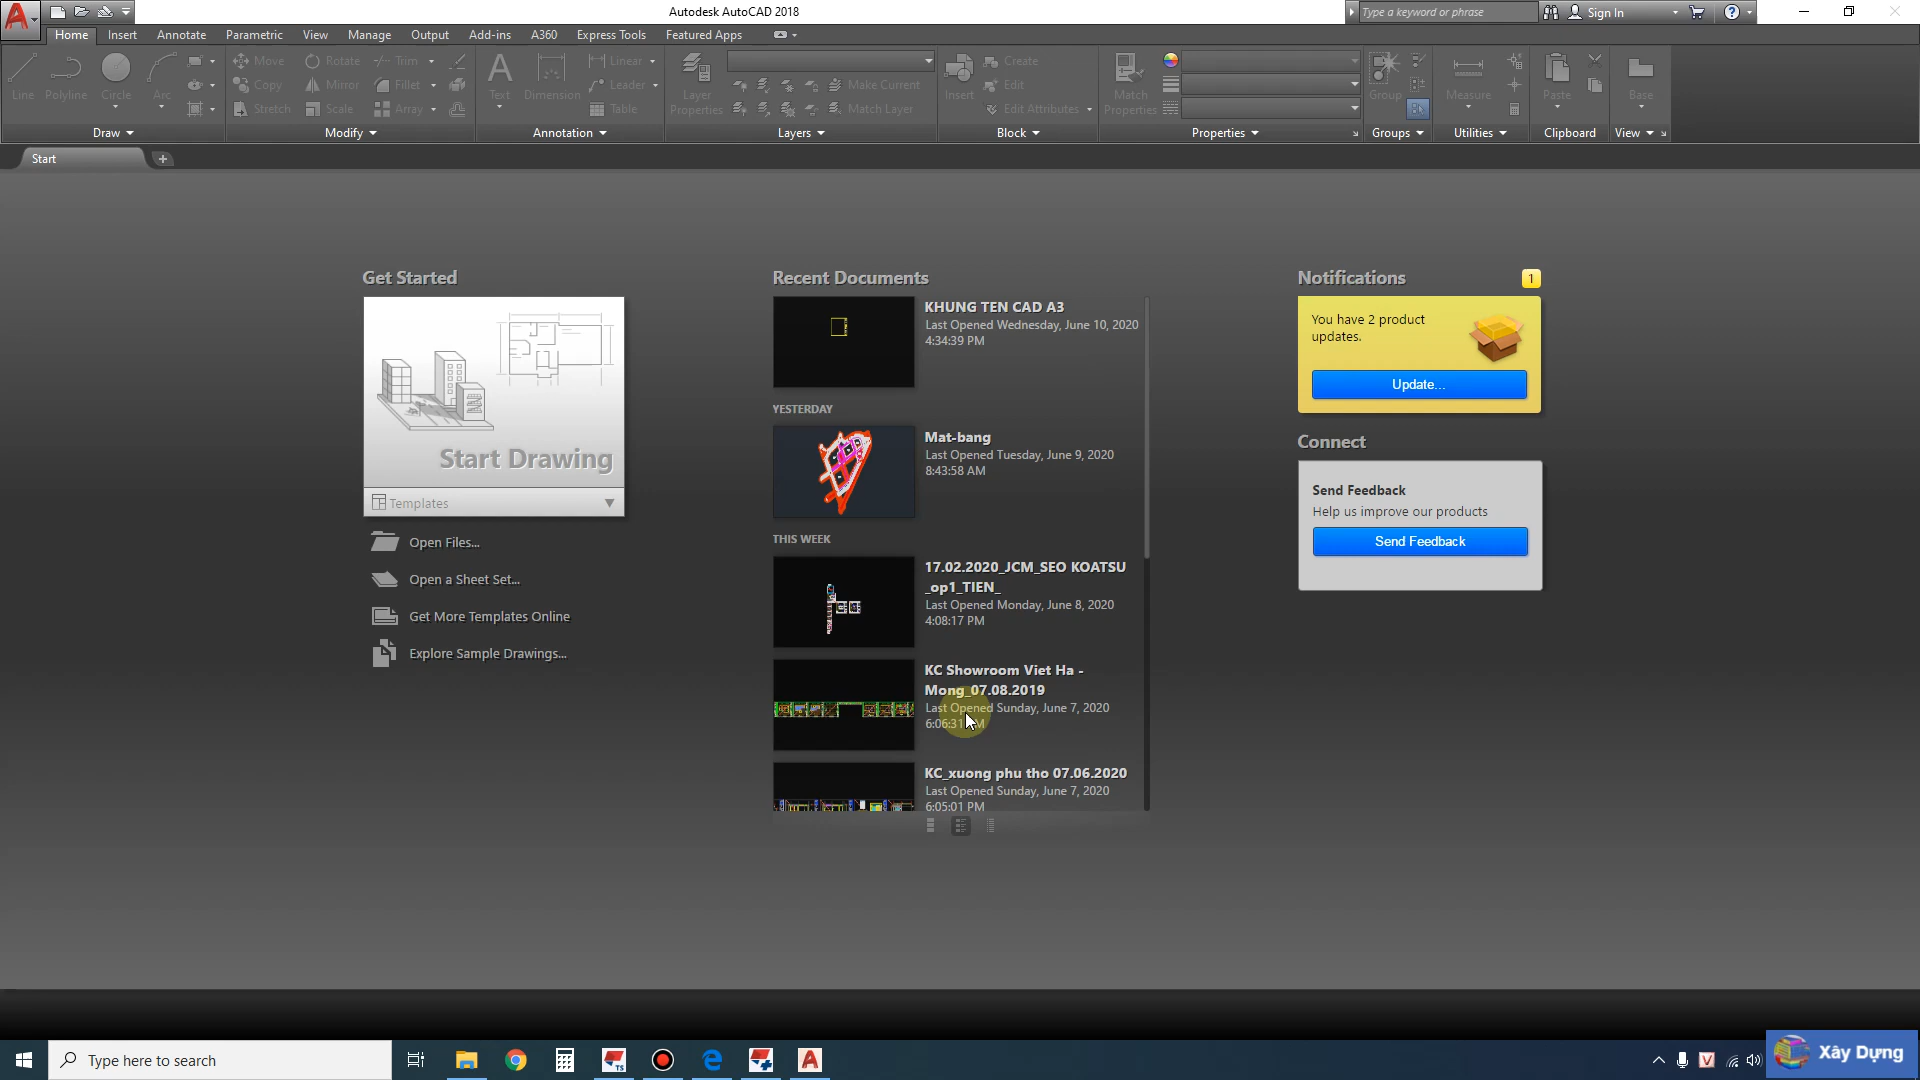 Autodesk AutoCAD 2018
Type a keyword or phrase
Sign In
Home Insert Annotate Parametric View Manage Output Add-ins A360 Express Tools Featured Apps
Line Polyline Circle Arc
Move Rotate Trim
Copy Mirror Fillet
Stretch Scale Array
Text Dimension
Linear
Leader
Table
Layer Properties
Make Current
Match Layer
Insert
Create
Edit
Edit Attributes
Match Properties
Group
Measure
Paste
Base
Draw Modify Annotation Layers Block Properties Groups Utilities Clipboard View
Start
Get Started
Start Drawing
Templates
Open Files...
Open a Sheet Set...
Get More Templates Online
Explore Sample Drawings...
Recent Documents
KHUNG TEN CAD A3
Last Opened Wednesday, June 10, 2020
4:34:39 PM
YESTERDAY
Mat-bang
Last Opened Tuesday, June 9, 2020
8:43:58 AM
THIS WEEK
17.02.2020_JCM_SEO KOATSU
_op1_TIEN_
Last Opened Monday, June 8, 2020
4:08:17 PM
KC Showroom Viet Ha -
Mong_07.08.2019
Last Opened Sunday, June 7, 2020
6:06:31 PM
KC_xuong phu tho 07.06.2020
Last Opened Sunday, June 7, 2020
6:05:01 PM
Notifications 1
You have 2 product
updates.
Update...
Connect
Send Feedback
Help us improve our products
Send Feedback
Type here to search
Xây Dựng